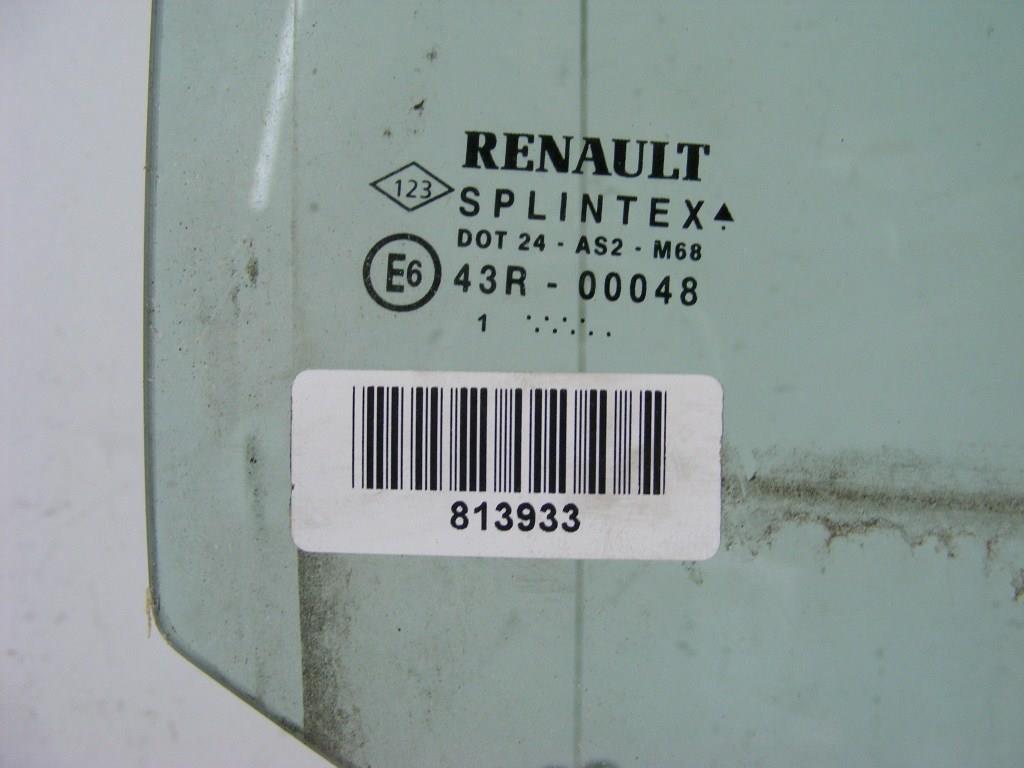 RENAULT
123
SPLINTEX
DOT 24 - AS2 - M68
E6 43R - 00048
1
813933